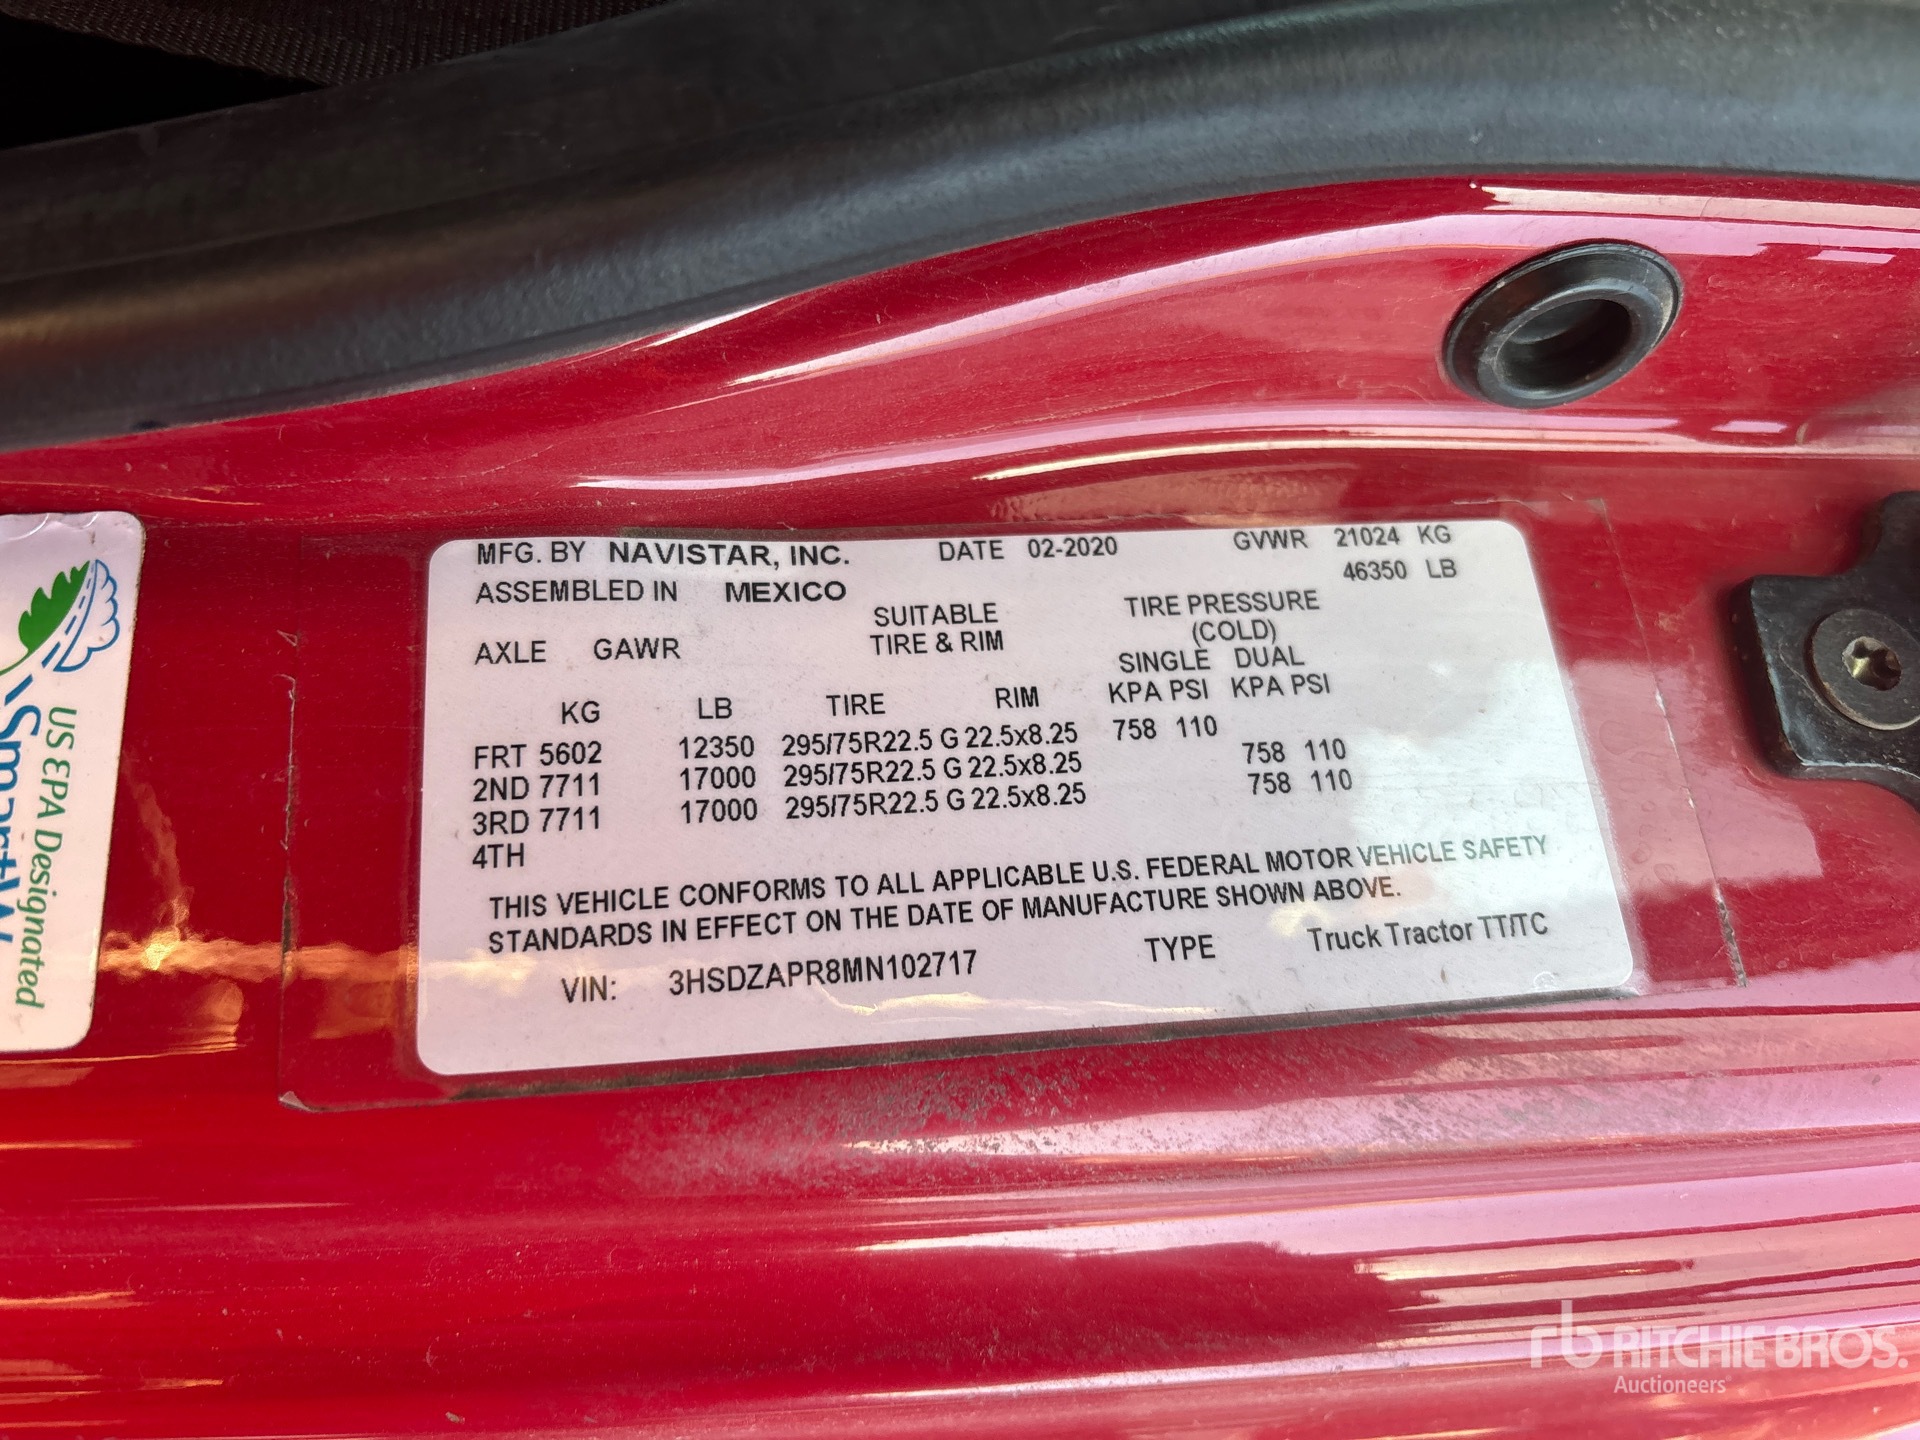 MFG. BY NAVISTAR, INC. DATE 02-2020 GVWR 21024 KG
46350 LB
ASSEMBLED IN MEXICO
SUITABLE TIRE PRESSURE
AXLE GAWR TIRE & RIM (COLD)
SINGLE DUAL
KG LB TIRE RIM KPA PSI KPA PSI
FRT 5602 12350 295/75R22.5 G 22.5x8.25 758 110
2ND 7711 17000 295/75R22.5 G 22.5x8.25 758 110
3RD 7711 17000 295/75R22.5 G 22.5x8.25 758 110
4TH
THIS VEHICLE CONFORMS TO ALL APPLICABLE U.S. FEDERAL MOTOR VEHICLE SAFETY
STANDARDS IN EFFECT ON THE DATE OF MANUFACTURE SHOWN ABOVE.
VIN: 3HSDZAPR8MN102717 TYPE Truck Tractor TT/TC
US EPA Designated
SmartW
rb RITCHIE BROS.
Auctioneers